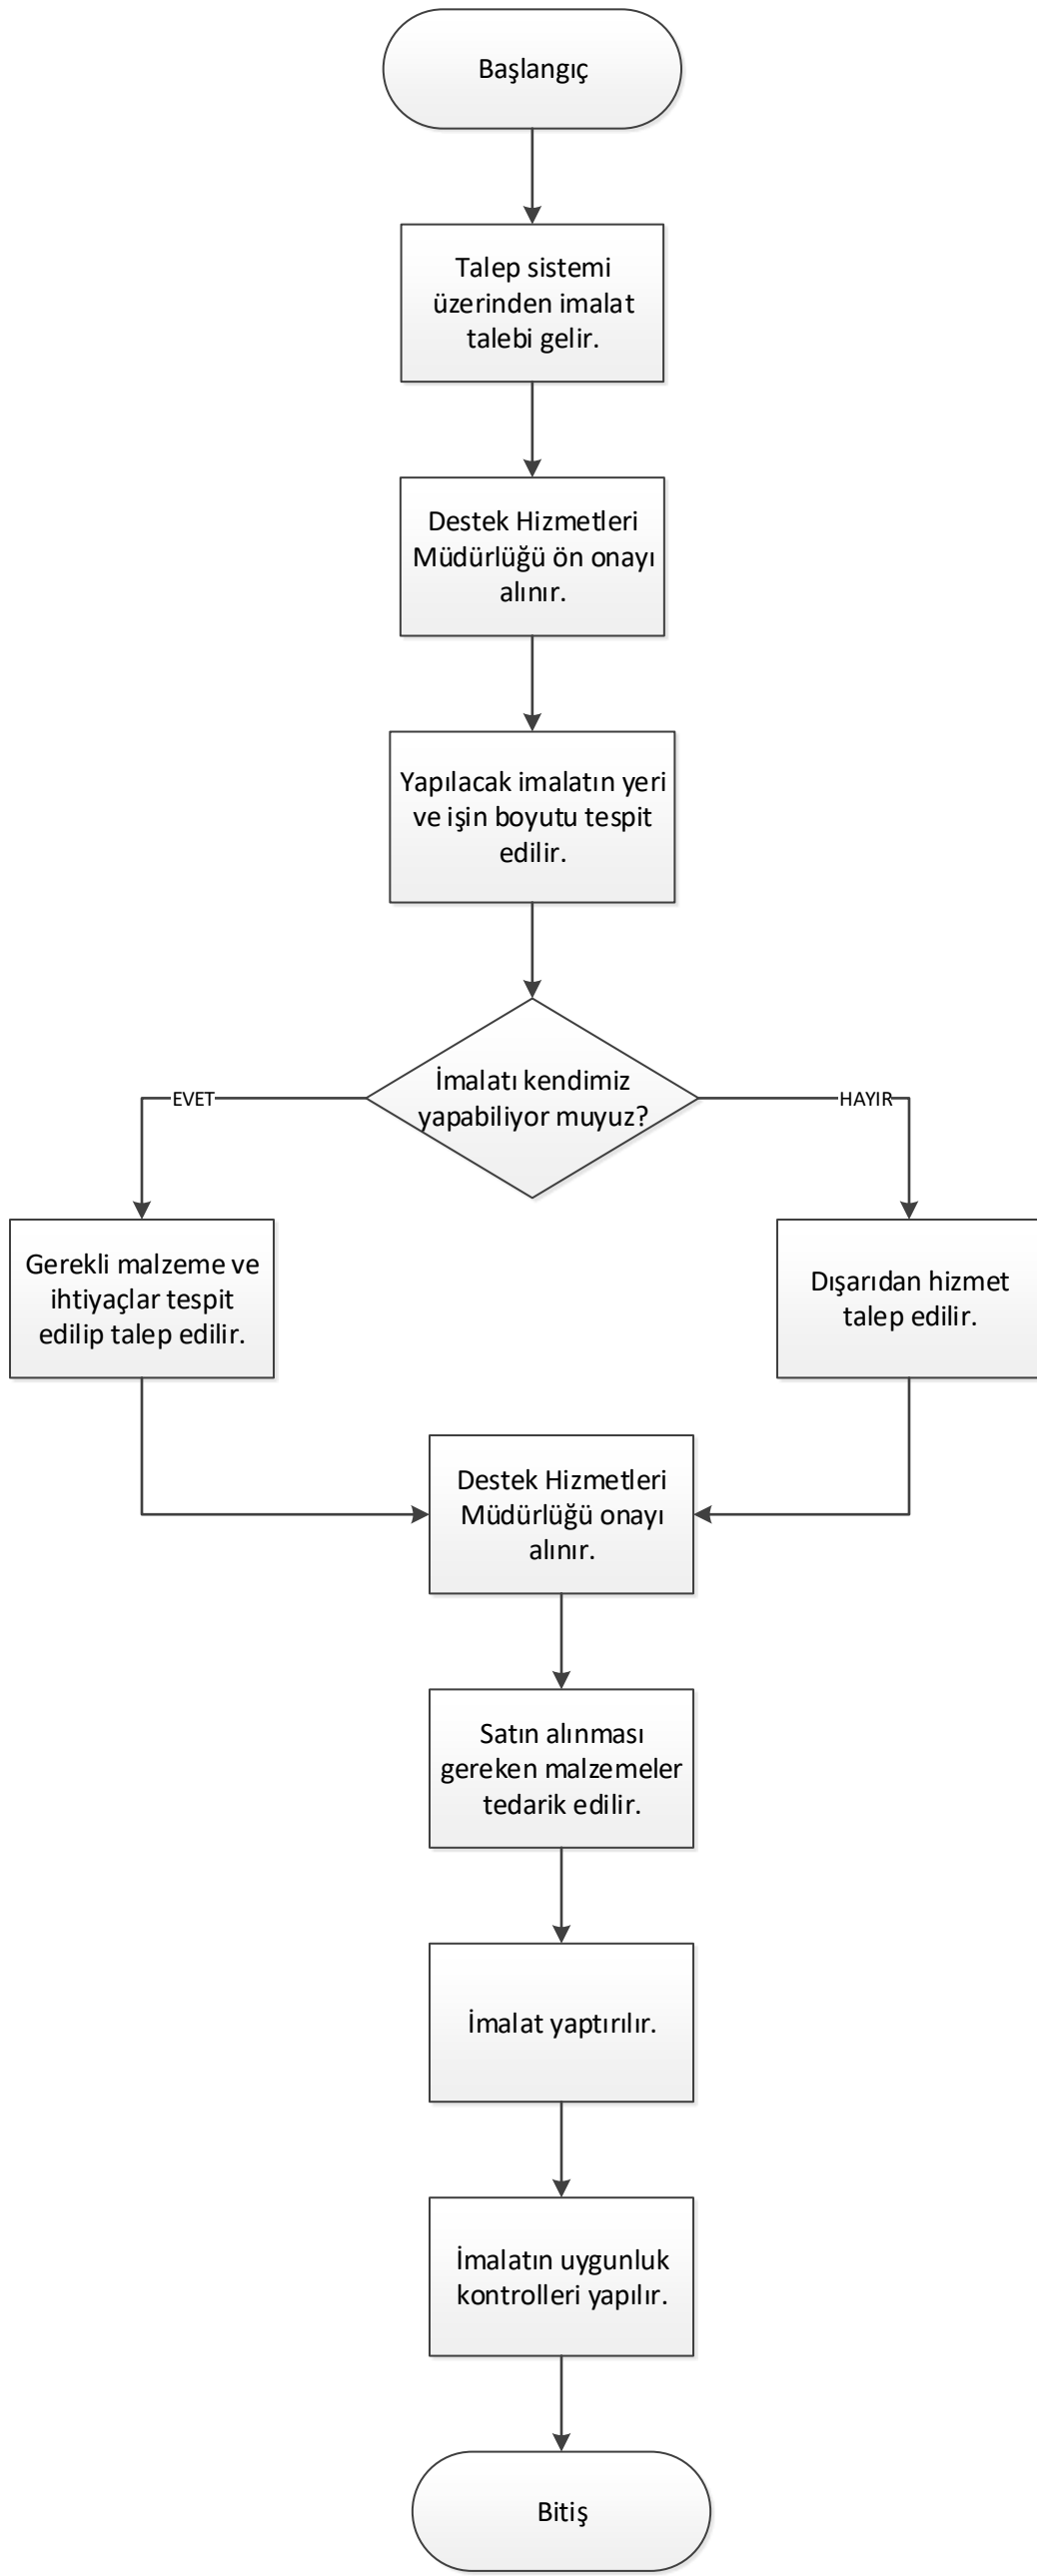 Başlangıç
Talep sistemi
üzerinden imalat
talebi gelir.
Destek Hizmetleri
Müdürlüğü ön onayı
alınır.
Yapılacak imalatın yeri
ve işin boyutu tespit
edilir.
İmalatı kendimiz
yapabiliyor muyuz?
EVET
HAYIR
Gerekli malzeme ve
ihtiyaçlar tespit
edilip talep edilir.
Dışarıdan hizmet
talep edilir.
Destek Hizmetleri
Müdürlüğü onayı
alınır.
Satın alınması
gereken malzemeler
tedarik edilir.
İmalat yaptırılır.
İmalatın uygunluk
kontrolleri yapılır.
Bitiş